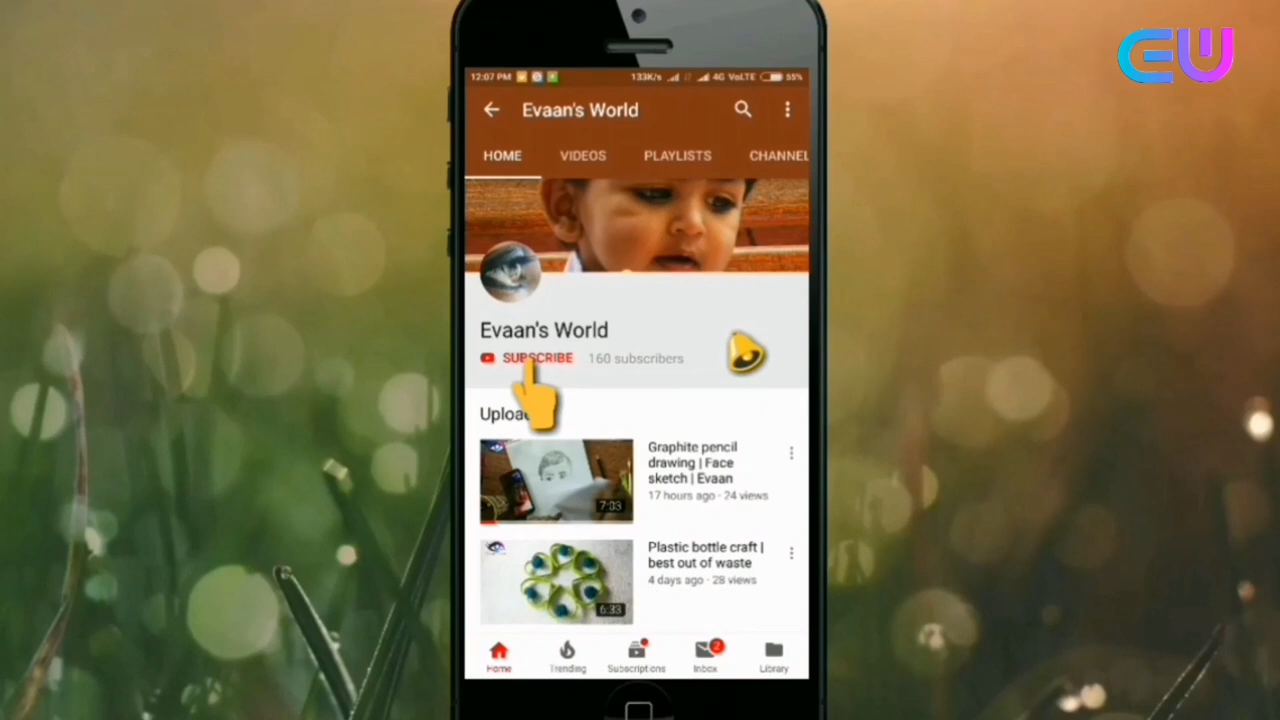 EW
12:07 PM 133K/s 4G VoLTE 55%
Evaan's World
HOME VIDEOS PLAYLISTS CHANNEL
Evaan's World
SUBSCRIBE 160 subscribers
Uploa
Graphite pencil
drawing | Face
sketch | Evaan
17 hours ago · 24 views
7:03
Plastic bottle craft |
best out of waste
4 days ago · 28 views
6:33
2
Home Trending Subscriptions Inbox Library